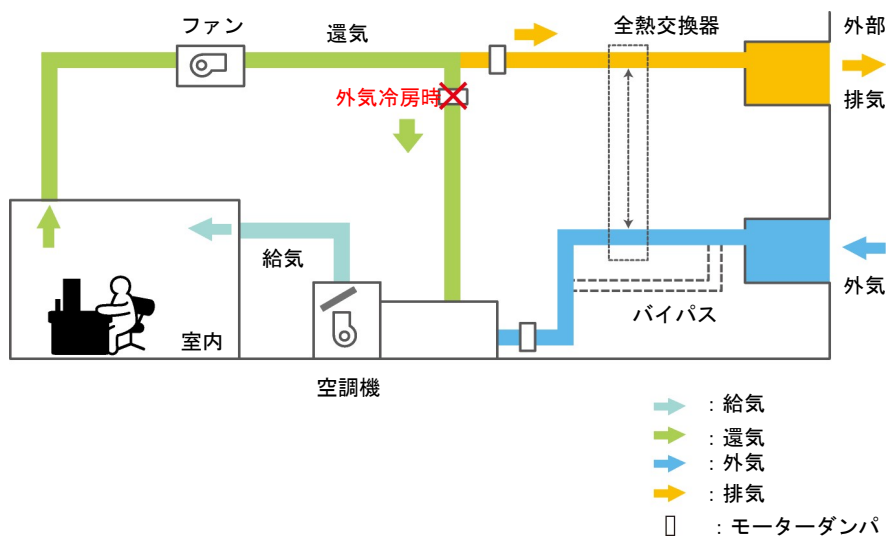 ファン
還気
全熱交換器
外部
外気冷房時
排気
給気
外気
バイパス
室内
空調機
：給気
：還気
：外気
：排気
：モーターダンパ